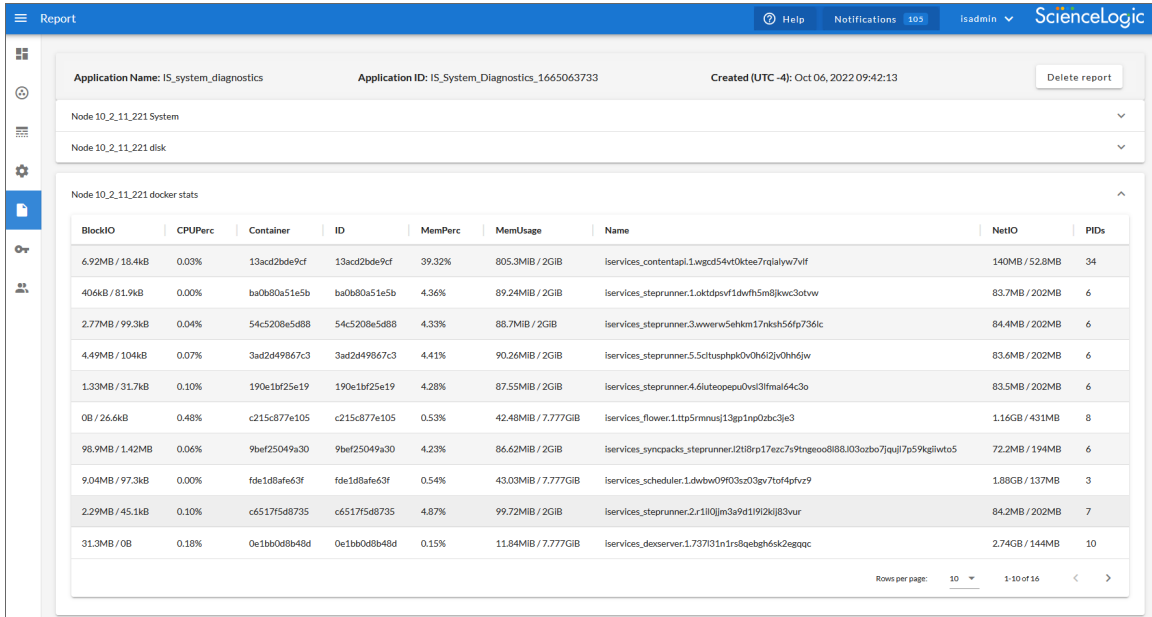 Report
Help
Notifications 105
isadmin
ScienceLogic
Application Name: IS_system_diagnostics Application ID: IS_System_Diagnostics_1665063733 Created (UTC -4): Oct 06, 2022 09:42:13 Delete report
Node 10_2_11_221 System
Node 10_2_11_221 disk
Node 10_2_11_221 docker stats
BlockIO CPUPerc Container ID MemPerc MemUsage Name NetIO PIDs
6.92MB / 18.4kB 0.03% 13acd2bde9cf 13acd2bde9cf 39.32% 805.3MiB / 2GiB iservices_contentapi.1.wgcd54vt0ktee7rqialyw7vlf 140MB / 52.8MB 34
406kB / 81.9kB 0.00% ba0b80a51e5b ba0b80a51e5b 4.36% 89.24MiB / 2GiB iservices_steprunner.1.oktdpsvf1dwfh5m8jkwc3otvw 83.7MB / 202MB 6
2.77MB / 99.3kB 0.04% 54c5208e5d88 54c5208e5d88 4.33% 88.7MiB / 2GiB iservices_steprunner.3.wwerw5ehkm17nksh56fp736lc 84.4MB / 202MB 6
4.49MB / 104kB 0.07% 3ad2d49867c3 3ad2d49867c3 4.41% 90.26MiB / 2GiB iservices_steprunner.5.5cltusphpk0v0h6i2jv0hh6jw 83.6MB / 202MB 6
1.33MB / 31.7kB 0.10% 190e1bf25e19 190e1bf25e19 4.28% 87.55MiB / 2GiB iservices_steprunner.4.6iuteopepu0vsl3lfmal64c3o 83.5MB / 202MB 6
0B / 26.6kB 0.48% c215c877e105 c215c877e105 0.53% 42.48MiB / 7.777GiB iservices_flower.1.ttp5rmnusj13gp1np0zbc3je3 1.16GB / 431MB 8
98.9MB / 1.42MB 0.06% 9bef25049a30 9bef25049a30 4.23% 86.62MiB / 2GiB iservices_syncpacks_steprunner.l2ti8rp17ezc7s9tngeoo8l88.l03ozbo7jqujl7p59kgiiwto5 72.2MB / 194MB 6
9.04MB / 97.3kB 0.00% fde1d8afe63f fde1d8afe63f 0.54% 43.03MiB / 7.777GiB iservices_scheduler.1.dwbw09f03sz03gv7tof4pfvz9 1.88GB / 137MB 3
2.29MB / 45.1kB 0.10% c6517f5d8735 c6517f5d8735 4.87% 99.72MiB / 2GiB iservices_steprunner.2.r1ll0jjm3a9d1l9i2klj83vur 84.2MB / 202MB 7
31.3MB / 0B 0.18% 0e1bb0d8b48d 0e1bb0d8b48d 0.15% 11.84MiB / 7.777GiB iservices_dexserver.1.737l31n1rs8qebgh6sk2egqqc 2.74GB / 144MB 10
Rows per page: 10 1-10 of 16